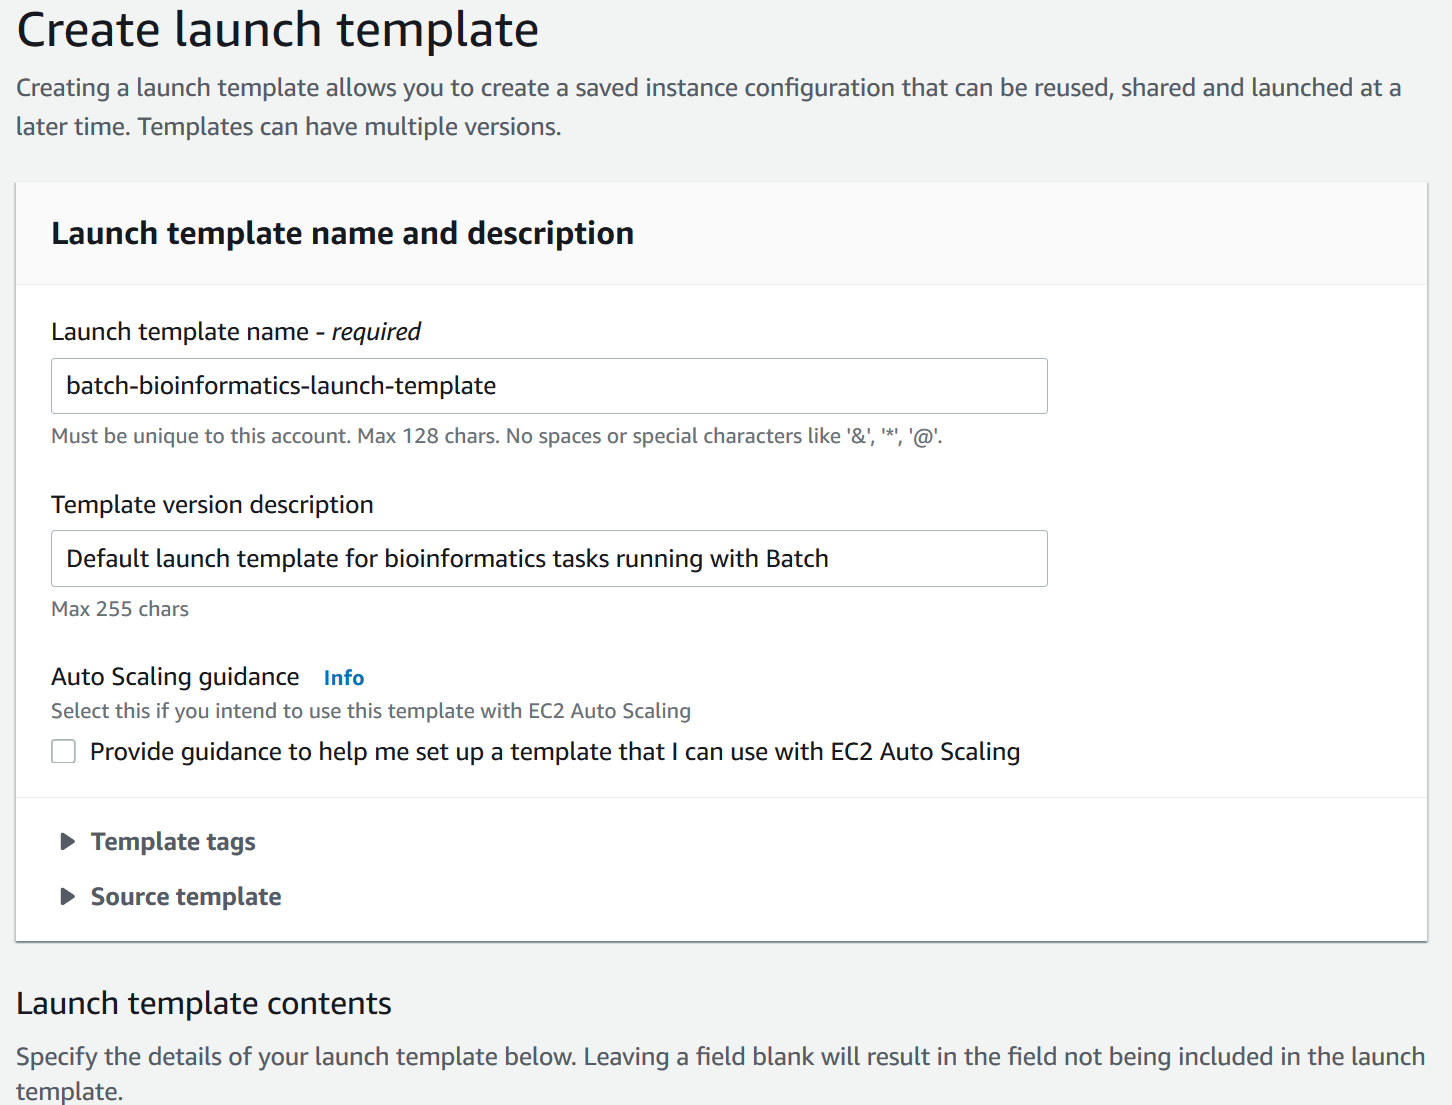 Create launch template
Creating a launch template allows you to create a saved instance configuration that can be reused, shared and launched at a
later time. Templates can have multiple versions.
Launch template name and description
Launch template name - required
batch-bioinformatics-launch-template
Must be unique to this account. Max 128 chars. No spaces or special characters like '&', '*', '@'.
Template version description
Default launch template for bioinformatics tasks running with Batch
Max 255 chars
Auto Scaling guidance Info
Select this if you intend to use this template with EC2 Auto Scaling
Provide guidance to help me set up a template that I can use with EC2 Auto Scaling
Template tags
Source template
Launch template contents
Specify the details of your launch template below. Leaving a field blank will result in the field not being included in the launch
template.